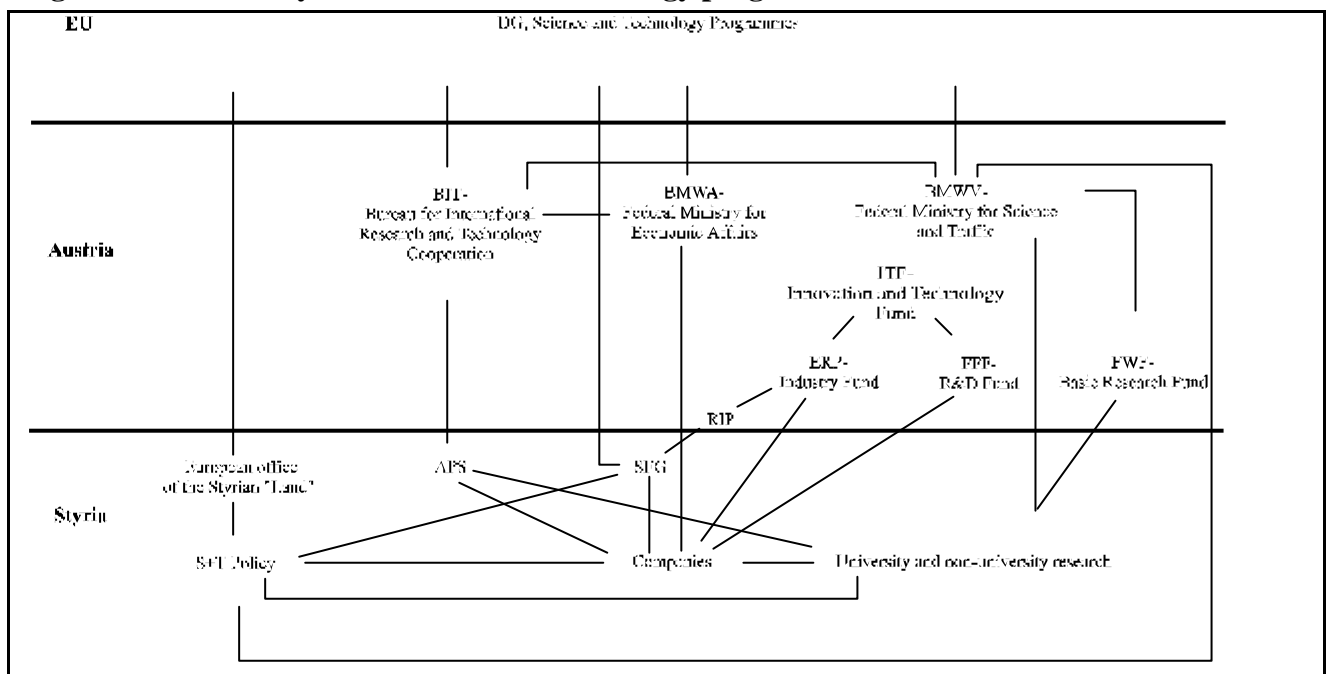 EU
DG, Science and Technology Programmes
BIT-
Bureau for International
Research and Technology
Cooperation
BMWA-
Federal Ministry for
Economic Affairs
BMWV-
Federal Ministry for Science
and Traffic
Austria
ITF-
Innovation and Technology
Fund
ERP-
Industry Fund
FFF-
R&D Fund
FWF-
Basic Research Fund
RIP
European office
of the Styrian "Land"
APS
SFG
Styria
S+T Policy
Companies
University and non-university research